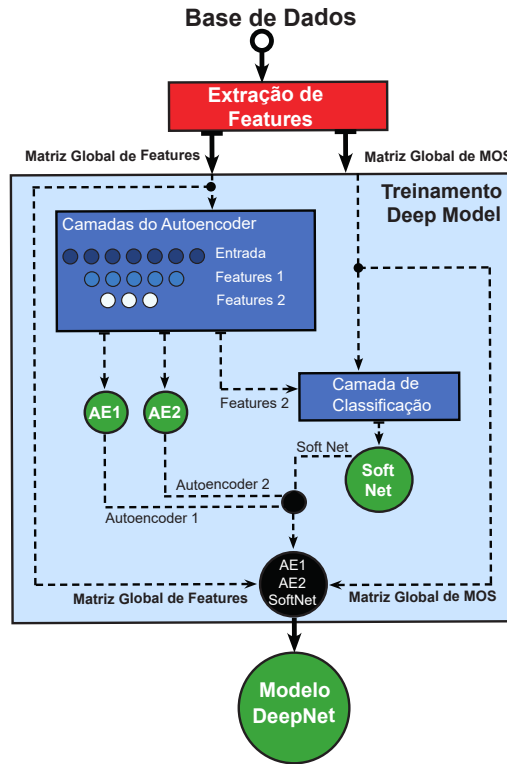 Base de Dados
Extração de
Features
Matriz Global de Features
Matriz Global de MOS
Treinamento
Deep Model
Camadas do Autoencoder
Entrada
Features 1
Features 2
Camada de
Classificação
AE1
AE2
Features 2
Soft Net
Soft
Net
Autoencoder 2
Autoencoder 1
AE1
AE2
SoftNet
Matriz Global de Features
Matriz Global de MOS
Modelo
DeepNet